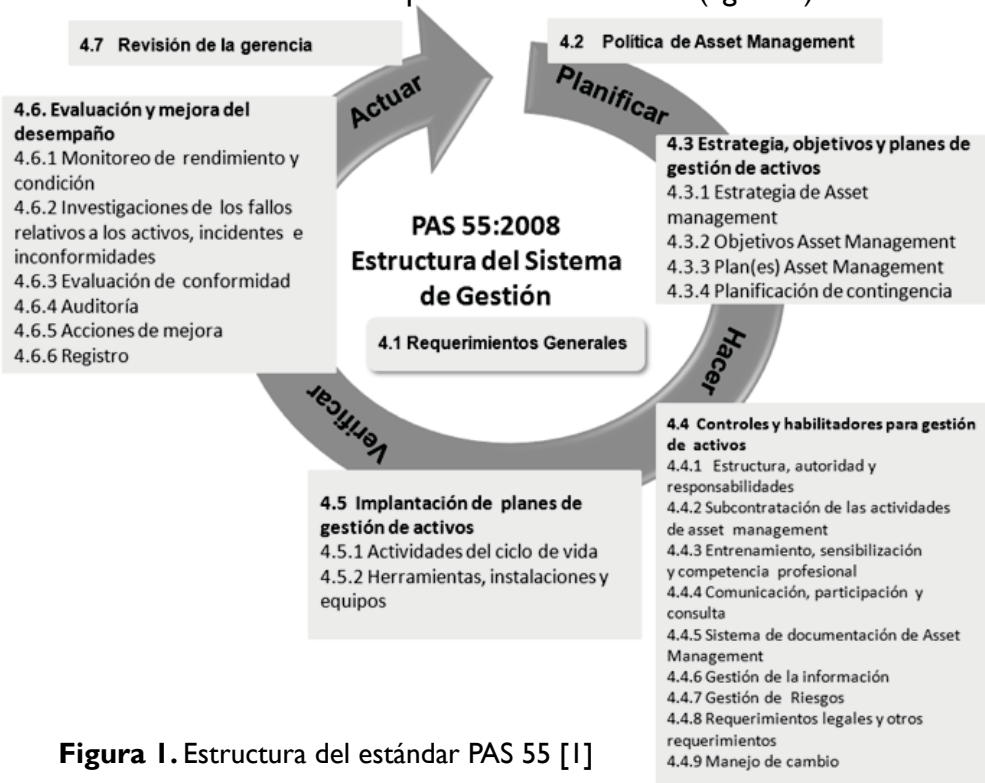 4.7 Revisión de la gerencia
4.2 Política de Asset Management
Actuar
Planificar
4.6. Evaluación y mejora del
desempaño
4.6.1 Monitoreo de rendimiento y
condición
4.6.2 Investigaciones de los fallos
relativos a los activos, incidentes e
inconformidades
4.6.3 Evaluación de conformidad
4.6.4 Auditoría
4.6.5 Acciones de mejora
4.6.6 Registro
4.3 Estrategia, objetivos y planes de
gestión de activos
4.3.1 Estrategia de Asset
management
4.3.2 Objetivos Asset Management
4.3.3 Plan(es) Asset Management
4.3.4 Planificación de contingencia
PAS 55:2008
Estructura del Sistema
de Gestión
4.1 Requerimientos Generales
Hacer
Verificar
4.4 Controles y habilitadores para gestión
de activos
4.4.1 Estructura, autoridad y
responsabilidades
4.4.2 Subcontratación de las actividades
de asset management
4.4.3 Entrenamiento, sensibilización
y competencia profesional
4.4.4 Comunicación, participación y
consulta
4.4.5 Sistema de documentación de Asset
Management
4.4.6 Gestión de la información
4.4.7 Gestión de Riesgos
4.4.8 Requerimientos legales y otros
requerimientos
4.4.9 Manejo de cambio
4.5 Implantación de planes de
gestión de activos
4.5.1 Actividades del ciclo de vida
4.5.2 Herramientas, instalaciones y
equipos
Figura 1. Estructura del estándar PAS 55 [1]